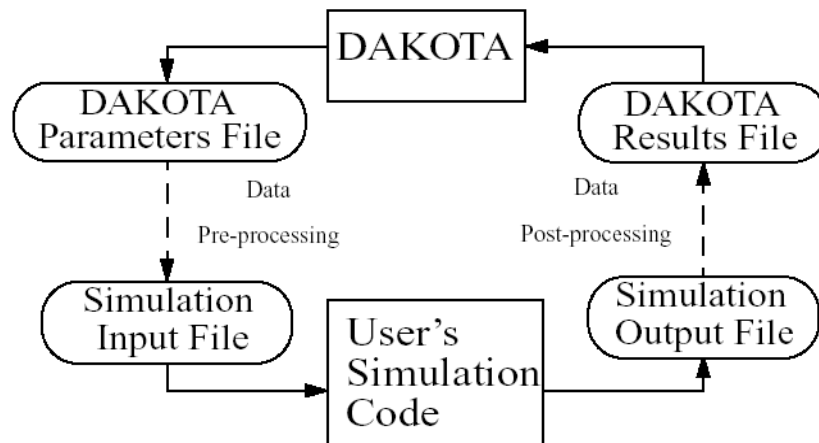 DAKOTA
DAKOTA
Parameters File
DAKOTA
Results File
Data
Pre-processing
Data
Post-processing
Simulation
Input File
User's
Simulation
Code
Simulation
Output File